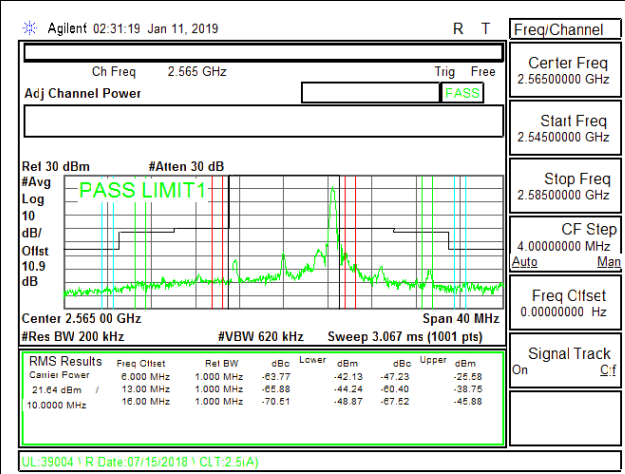 Agilent 02:31:19 Jan 11, 2019 R T
Freq/Channel
Ch Freq 2.565 GHz Trig Free
Adj Channel Power PASS
Center Freq
2.56500000 GHz
Start Freq
2.54500000 GHz
Stop Freq
2.58500000 GHz
CF Step
4.00000000 MHz
Auto Man
Freq Offset
0.00000000 Hz
Signal Track
On Off
Ref 30 dBm #Atten 30 dB
#Avg
Log
10
dB/
Offst
10.9
dB
PASS LIMIT1
Center 2.565 00 GHz Span 40 MHz
#Res BW 200 kHz #VBW 620 kHz Sweep 3.067 ms (1001 pts)
RMS Results Freq Offset Ref BW dBc Lower dBm dBc Upper dBm
Carrier Power 6.000 MHz 1.000 MHz -63.77 -42.13 -47.23 -25.58
21.64 dBm / 13.00 MHz 1.000 MHz -65.88 -44.24 -60.40 -38.75
10.0000 MHz 16.00 MHz 1.000 MHz -70.51 -48.87 -67.52 -45.88
UL:39004 \ R Date:07/15/2018 \ CLT:2.5(A)